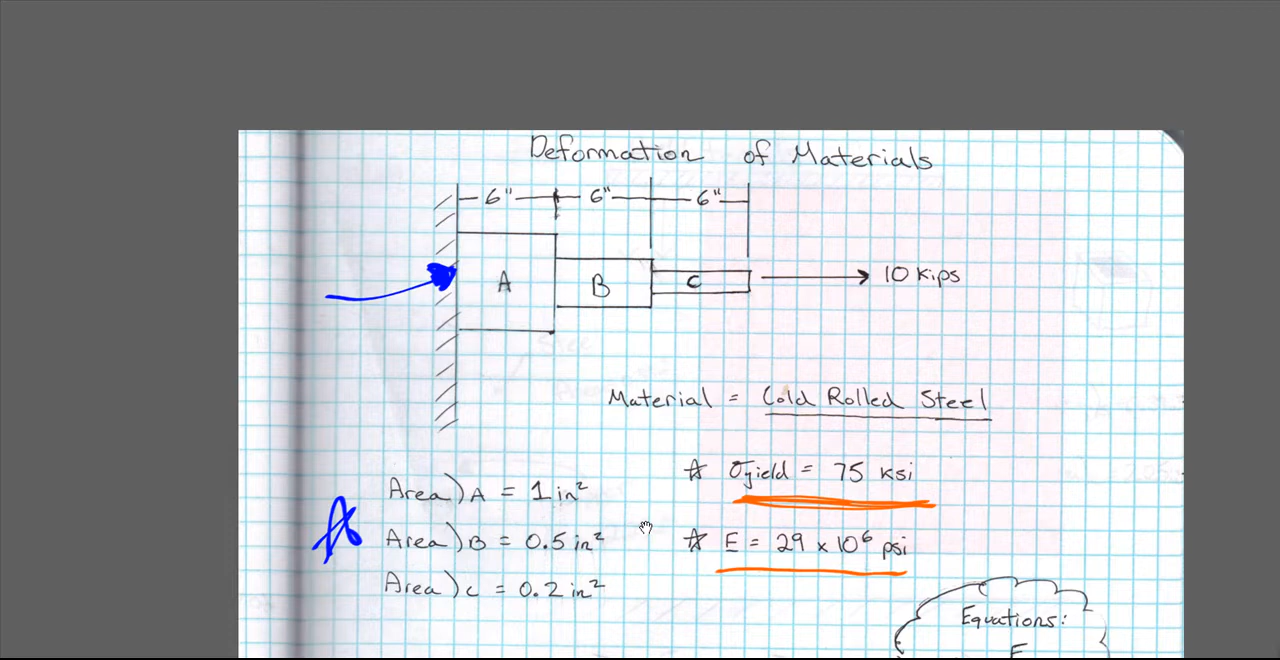 Deformation of Materials
6" 6" 6"
A B C 10 Kips
Material = Cold Rolled Steel
☆ σyield = 75 ksi
Area)A = 1 in²
Area)B = 0.5 in²
☆ E = 29 x 10⁶ psi
Area)C = 0.2 in²
Equations:
F